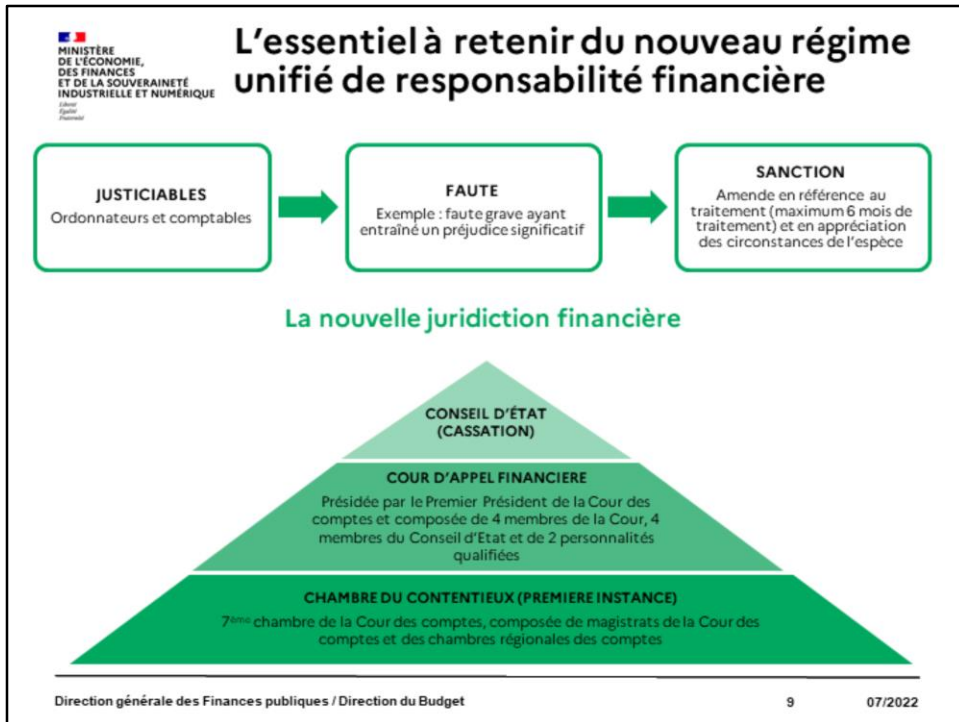 MINISTÈRE
DE L'ÉCONOMIE,
DES FINANCES
ET DE LA SOUVERAINETÉ
INDUSTRIELLE ET NUMÉRIQUE
Liberté
Égalité
Fraternité
L'essentiel à retenir du nouveau régime
unifié de responsabilité financière
JUSTICIABLES
Ordonnateurs et comptables
FAUTE
Exemple : faute grave ayant
entraîné un préjudice significatif
SANCTION
Amende en référence au
traitement (maximum 6 mois de
traitement) et en appréciation
des circonstances de l'espèce
La nouvelle juridiction financière
CONSEIL D'ÉTAT
(CASSATION)
COUR D'APPEL FINANCIERE
Présidée par le Premier Président de la Cour des
comptes et composée de 4 membres de la Cour, 4
membres du Conseil d'Etat et de 2 personnalités
qualifiées
CHAMBRE DU CONTENTIEUX (PREMIERE INSTANCE)
7ème chambre de la Cour des comptes, composée de magistrats de la Cour des
comptes et des chambres régionales des comptes
Direction générale des Finances publiques / Direction du Budget
9
07/2022